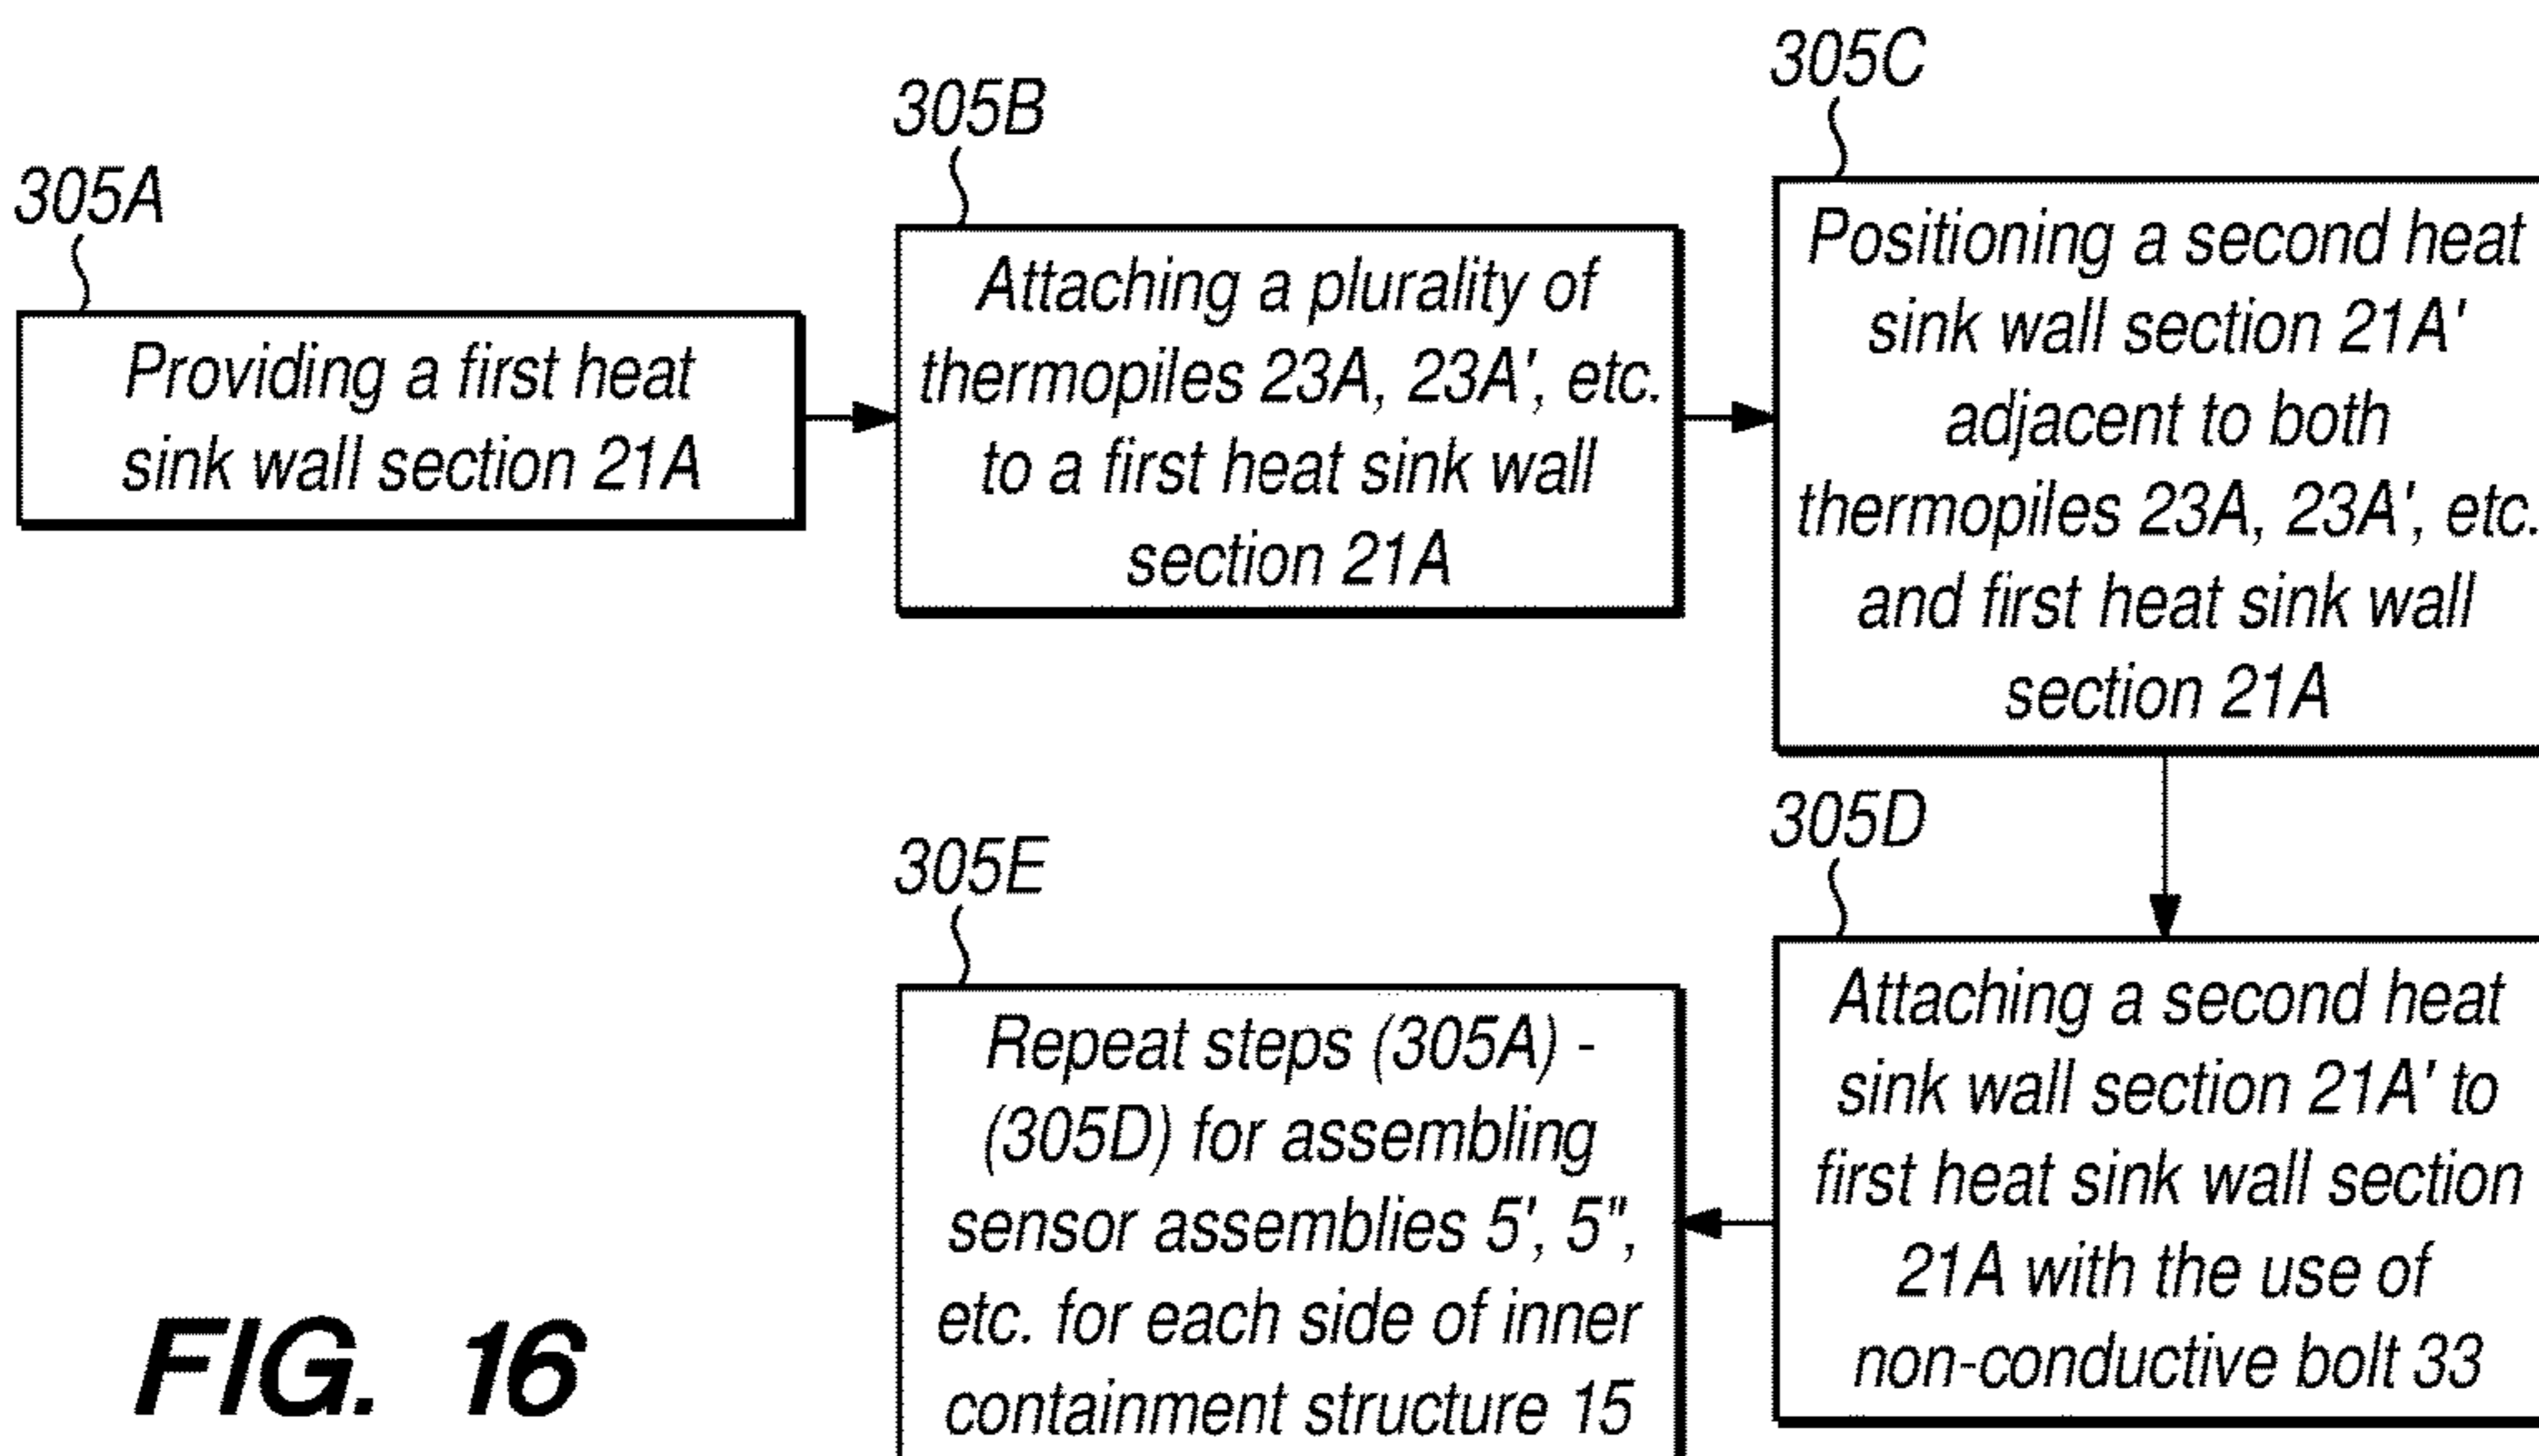 305A
Providing a first heat
sink wall section 21A
305B
Attaching a plurality of
thermopiles 23A, 23A', etc.
to a first heat sink wall
section 21A
305C
Positioning a second heat
sink wall section 21A'
adjacent to both
thermopiles 23A, 23A', etc.
and first heat sink wall
section 21A
305D
Attaching a second heat
sink wall section 21A' to
first heat sink wall section
21A with the use of
non-conductive bolt 33
305E
Repeat steps (305A) -
(305D) for assembling
sensor assemblies 5', 5",
etc. for each side of inner
containment structure 15
FIG. 16